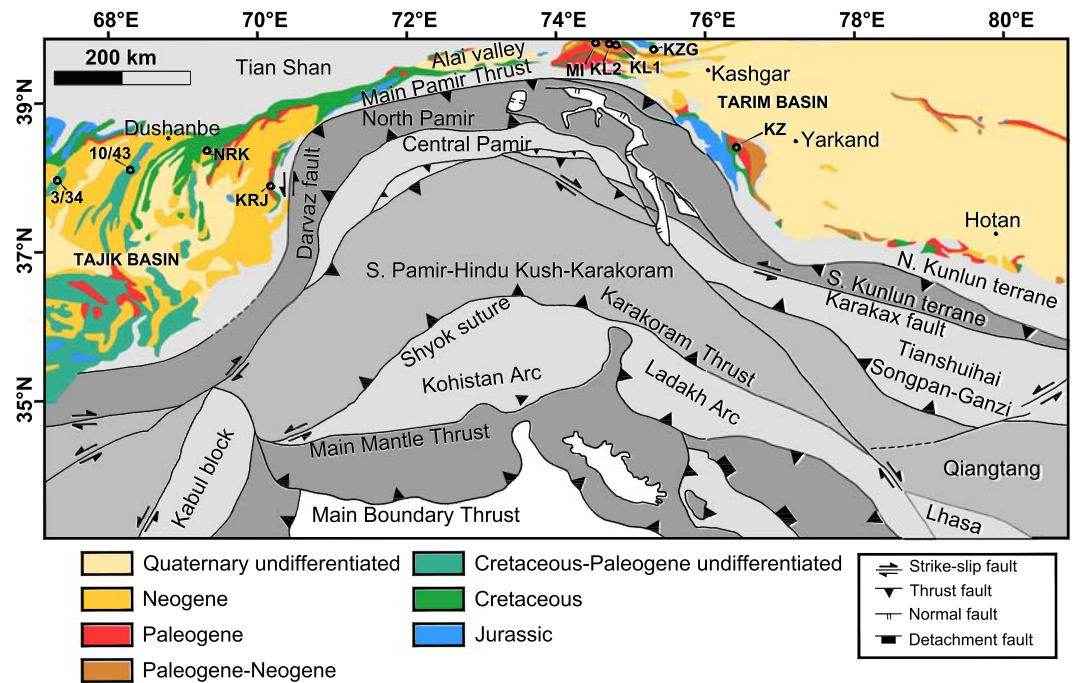 68°E 70°E 72°E 74°E 76°E 78°E 80°E
200 km
Tian Shan
Alai valley
MI KL2 KL1
KZG
Kashgar
Main Pamir Thrust
39°N
TARIM BASIN
North Pamir
Dushanbe
KZ
Yarkand
Central Pamir
10/43
NRK
3/34
KRJ
Darvaz fault
Hotan
37°N
TAJIK BASIN
S. Pamir-Hindu Kush-Karakoram
N. Kunlun terrane
S. Kunlun terrane
Karakax fault
Shyok suture
Karakoram Thrust
Tianshuihai
Songpan-Ganzi
Kohistan Arc
Ladakh Arc
35°N
Main Mantle Thrust
Kabul block
Qiangtang
Main Boundary Thrust
Lhasa
Quaternary undifferentiated
Neogene
Paleogene
Paleogene-Neogene
Cretaceous-Paleogene undifferentiated
Cretaceous
Jurassic
Strike-slip fault
Thrust fault
Normal fault
Detachment fault